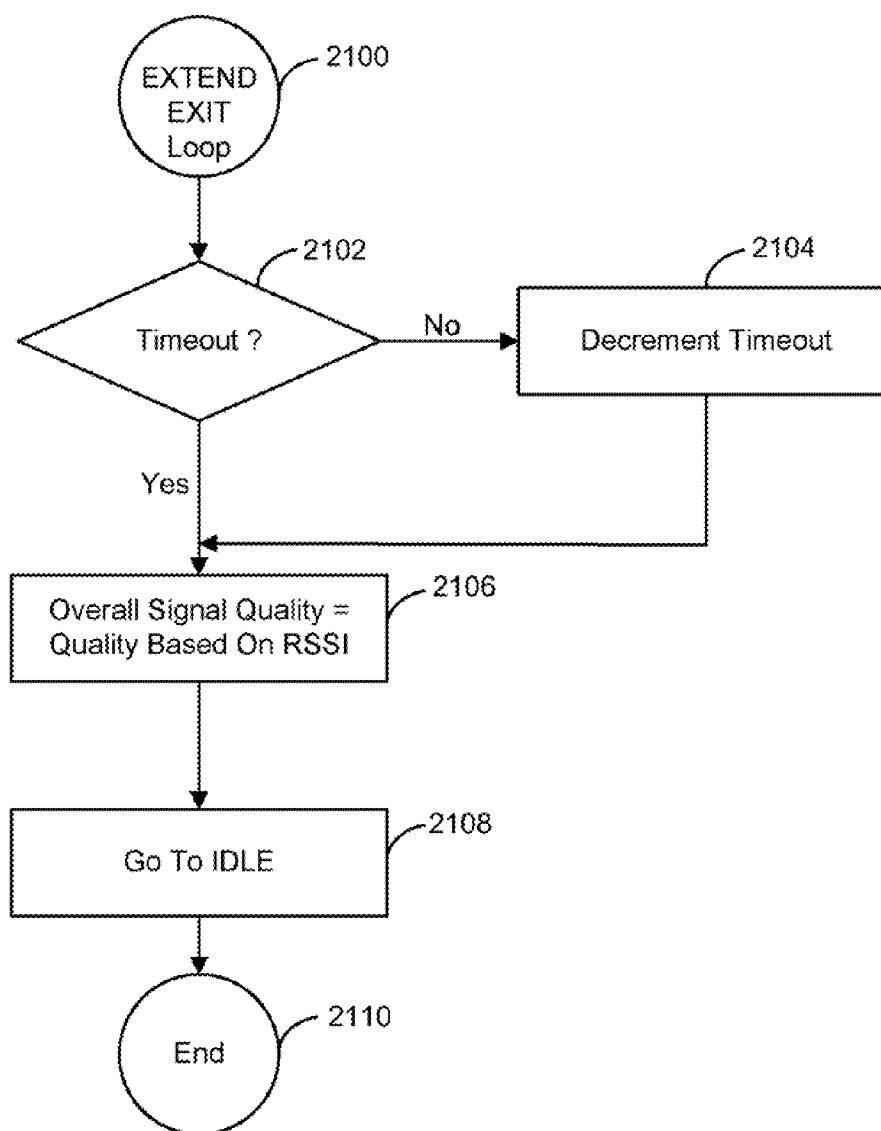 2100
EXTEND
EXIT
Loop
2102
Timeout ?
No
2104
Decrement Timeout
Yes
2106
Overall Signal Quality =
Quality Based On RSSI
2108
Go To IDLE
2110
End